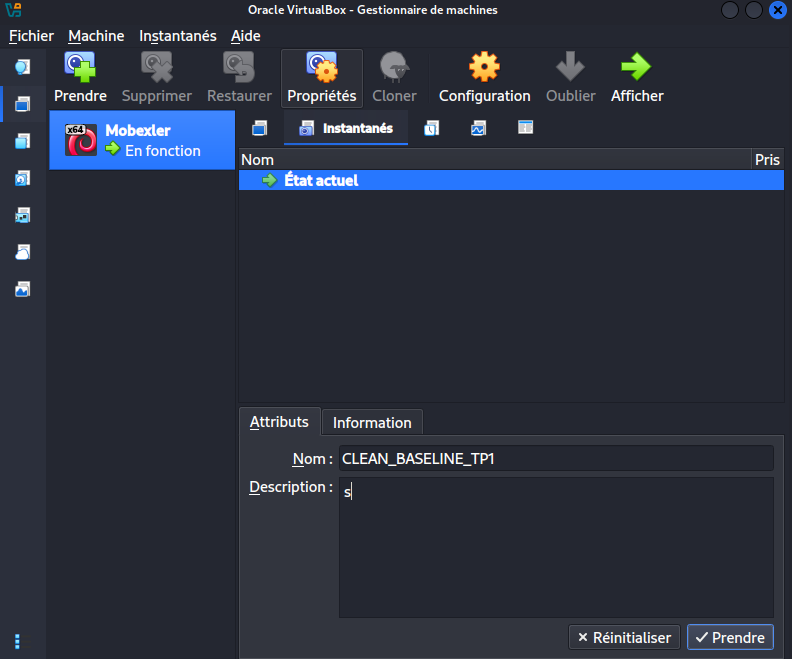 Oracle VirtualBox - Gestionnaire de machines
Fichier Machine Instantanés Aide
Prendre Supprimer Restaurer Propriétés Cloner Configuration Oublier Afficher
x64 Mobexler
En fonction
Instantanés
Nom Pris
État actuel
Attributs Information
Nom : CLEAN_BASELINE_TP1
Description : s
Réinitialiser Prendre